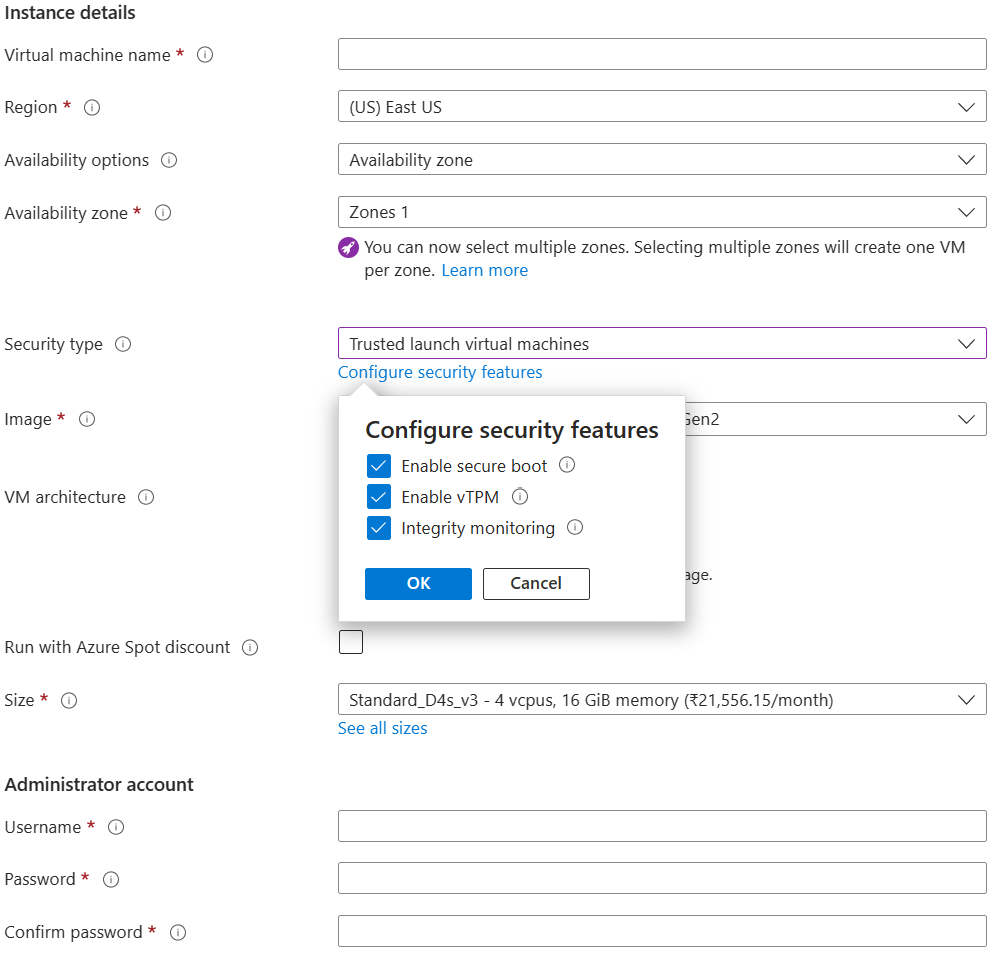 Instance details
Virtual machine name *
Region *
(US) East US
Availability options
Availability zone
Availability zone *
Zones 1
You can now select multiple zones. Selecting multiple zones will create one VM
per zone. Learn more
Security type
Trusted launch virtual machines
Configure security features
Image *
Gen2
Configure security features
Enable secure boot
Enable vTPM
Integrity monitoring
OK
Cancel
VM architecture
Run with Azure Spot discount
Size *
Standard_D4s_v3 - 4 vcpus, 16 GiB memory (₹21,556.15/month)
See all sizes
Administrator account
Username *
Password *
Confirm password *